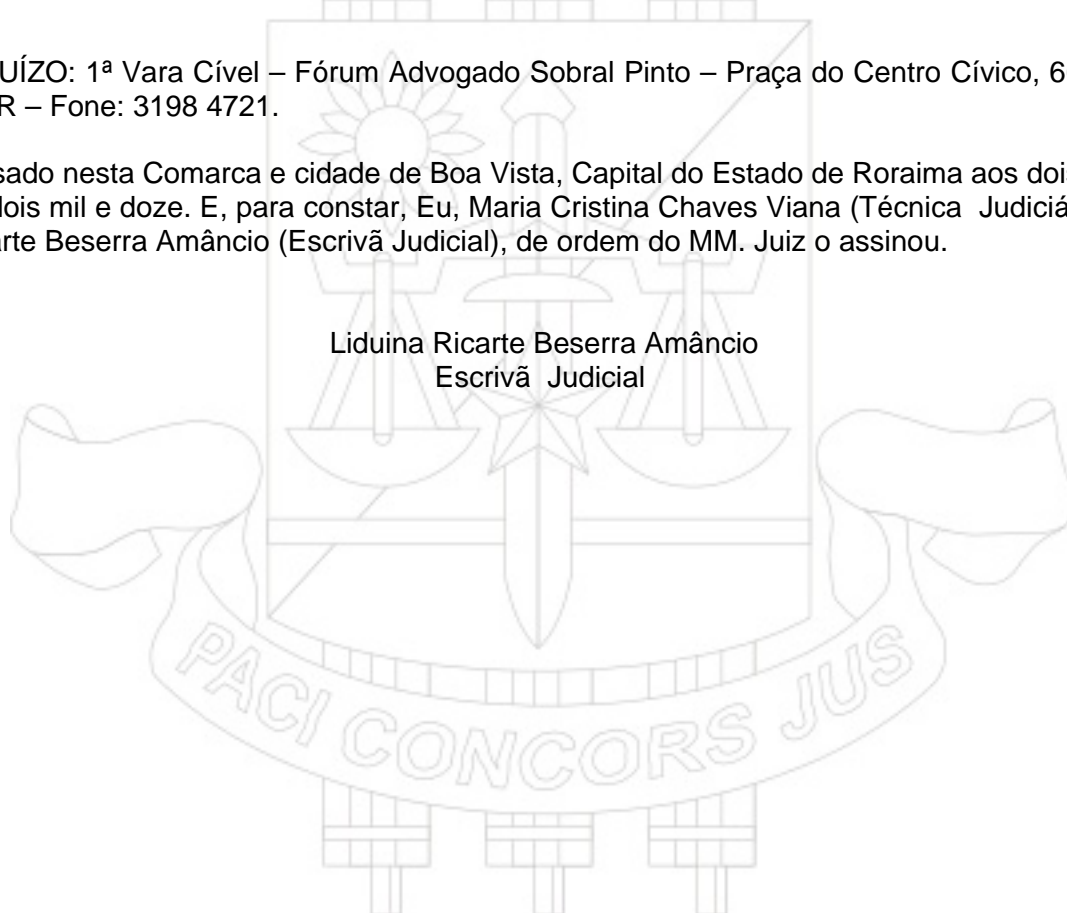 UÍZO: 1ª Vara Cível – Fórum Advogado Sobral Pinto – Praça do Centro Cívico, 6
R – Fone: 3198 4721.
sado nesta Comarca e cidade de Boa Vista, Capital do Estado de Roraima aos dois
dois mil e doze. E, para constar, Eu, Maria Cristina Chaves Viana (Técnica  Judiciá
arte Beserra Amâncio (Escrivã Judicial), de ordem do MM. Juiz o assinou.
Liduina Ricarte Beserra Amâncio
Escrivã  Judicial
PACI CONCORS JUS